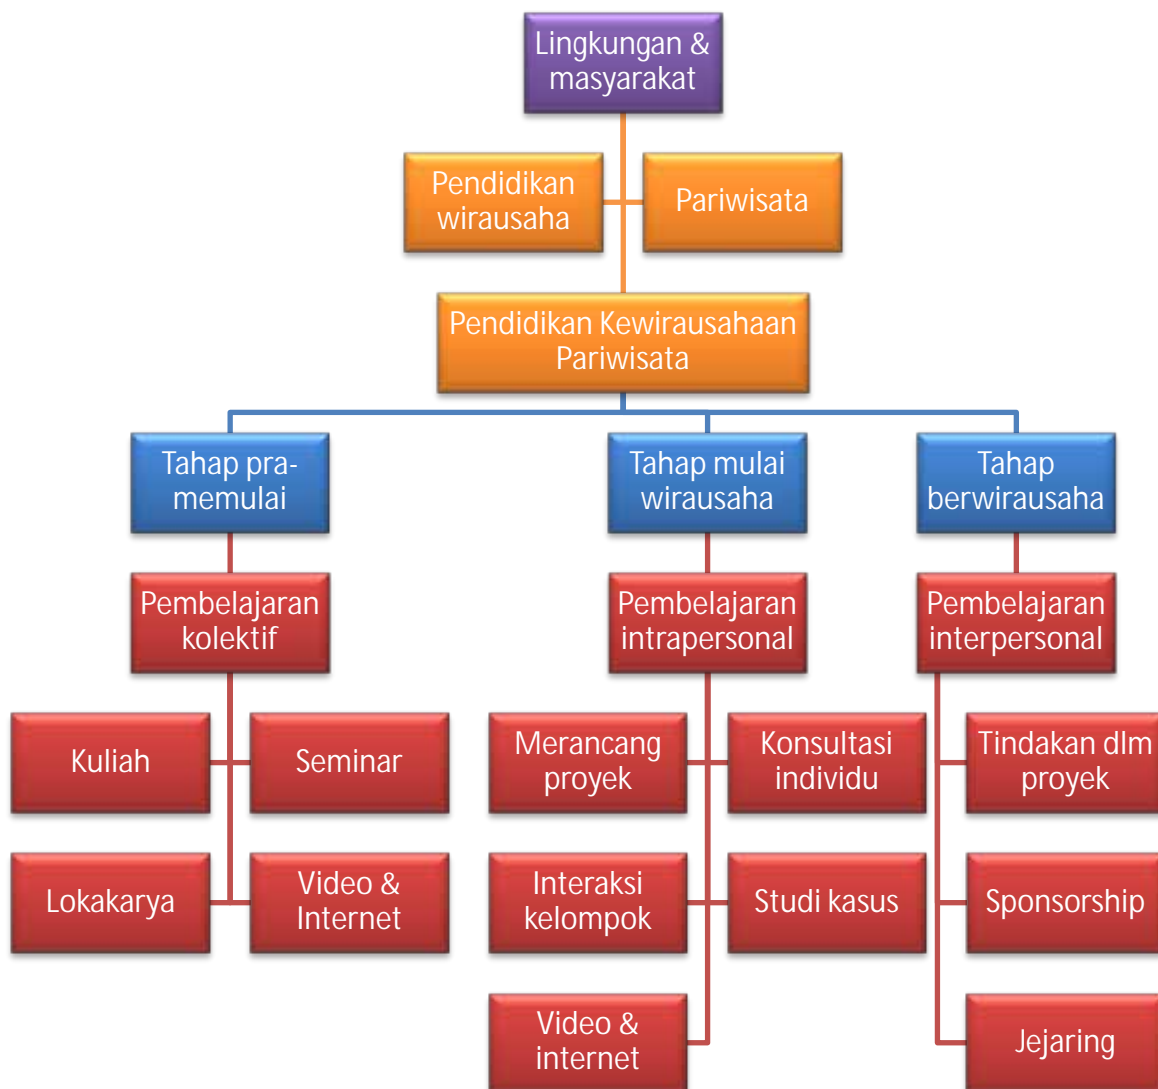 Lingkungan &
masyarakat
Pendidikan
wirausaha
Pariwisata
Pendidikan Kewirausahaan
Pariwisata
Tahap pra-
memulai
Tahap mulai
wirausaha
Tahap
berwirausaha
Pembelajaran
kolektif
Pembelajaran
intrapersonal
Pembelajaran
interpersonal
Kuliah
Seminar
Merancang
proyek
Konsultasi
individu
Tindakan dlm
proyek
Lokakarya
Video &
Internet
Interaksi
kelompok
Studi kasus
Sponsorship
Video &
internet
Jejaring